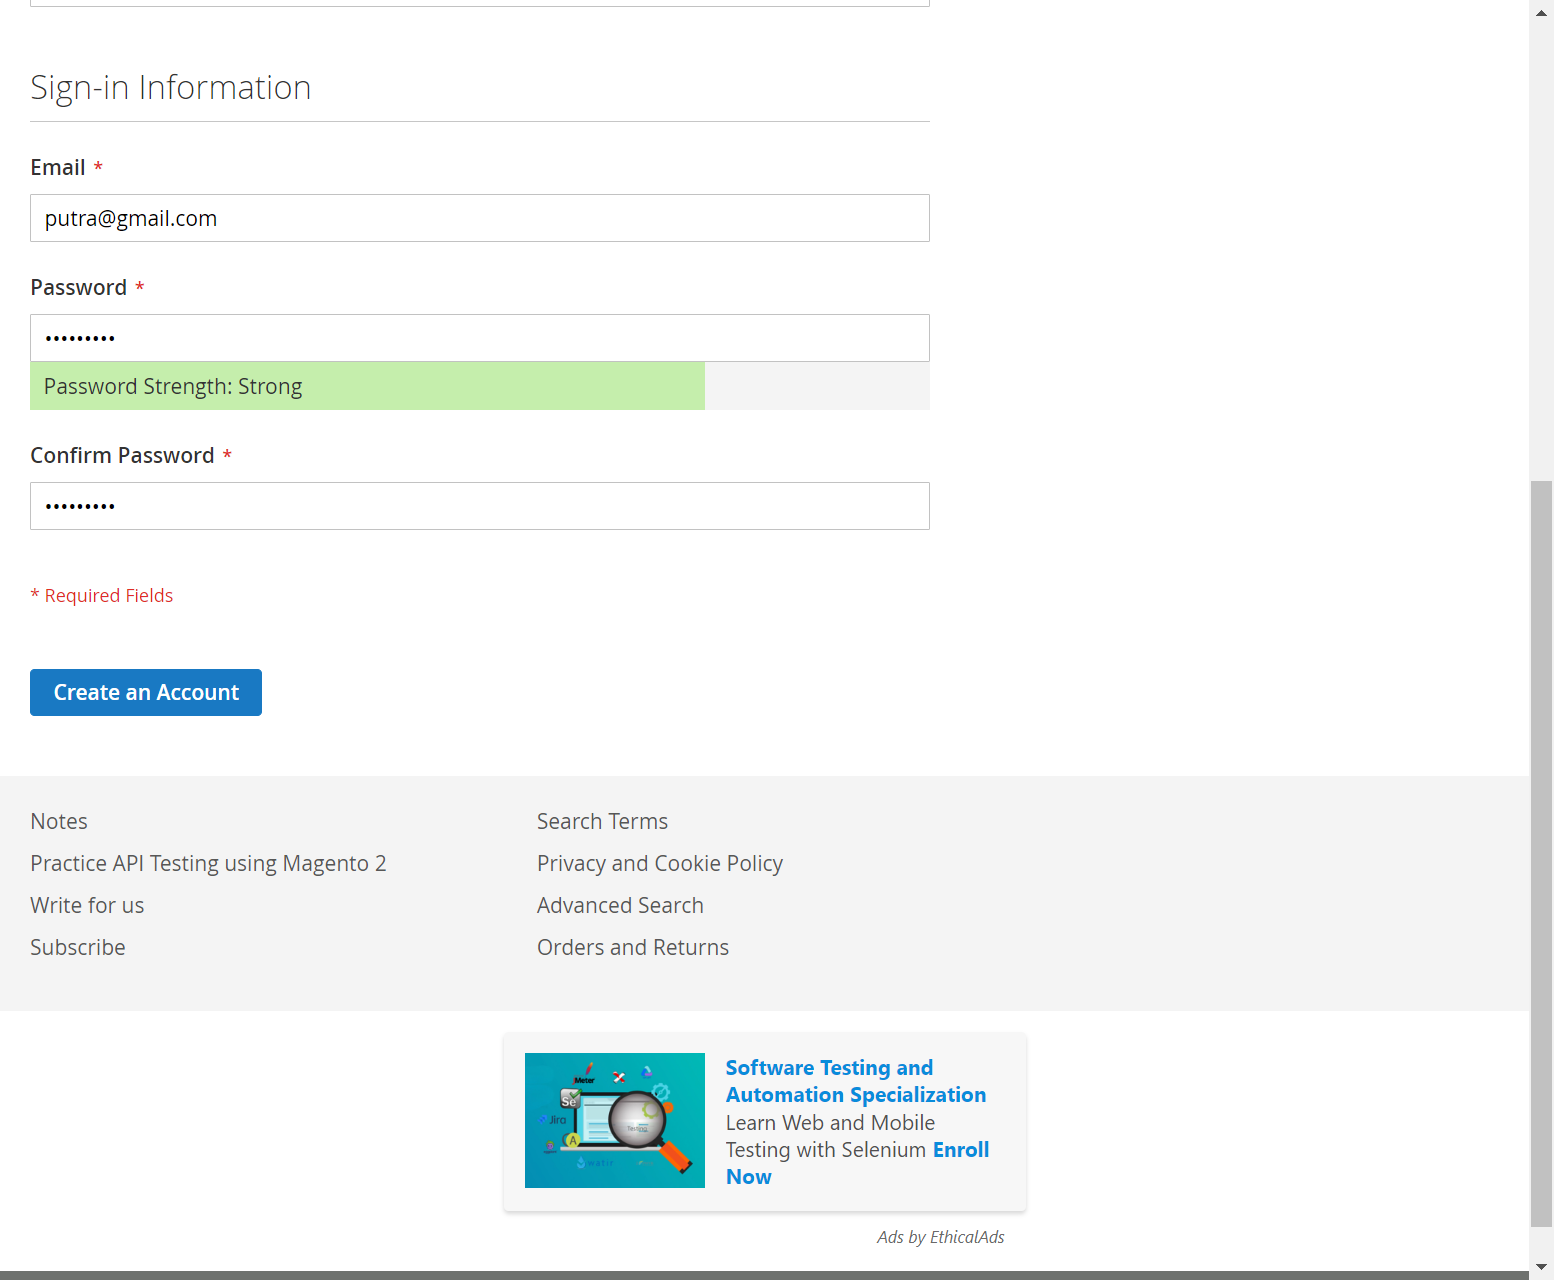 Sign-in Information
Email *
putra@gmail.com
Password *
•••••••••
Password Strength: Strong
Confirm Password *
•••••••••
* Required Fields
Create an Account
Notes
Search Terms
Practice API Testing using Magento 2
Privacy and Cookie Policy
Write for us
Advanced Search
Subscribe
Orders and Returns
Meter
Se
Jira
A
Testing
Software Testing and
Automation Specialization
Learn Web and Mobile
Testing with Selenium Enroll
Now
Ads by EthicalAds